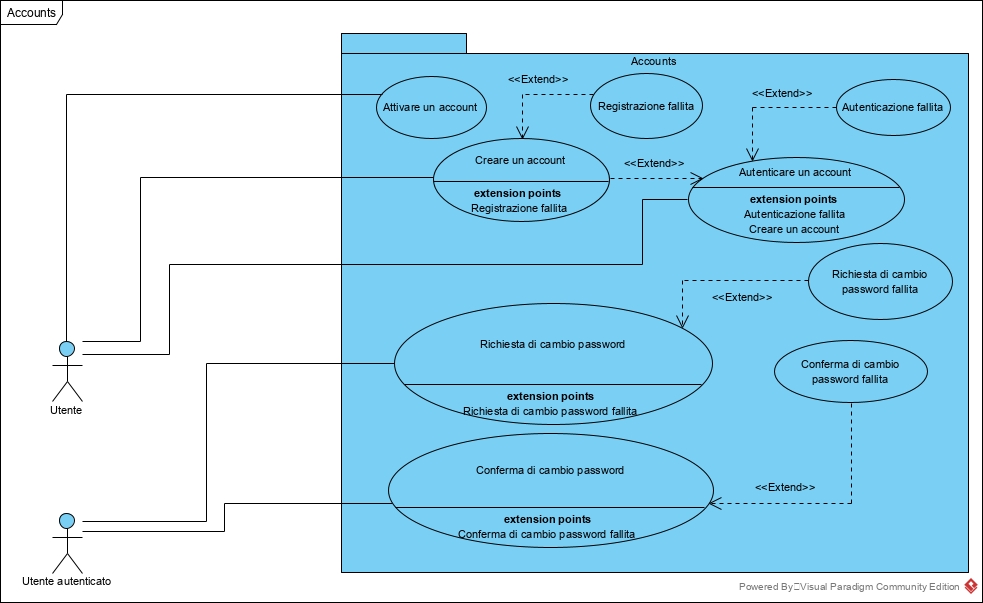 Accounts
Accounts
Attivare un account
<<Extend>>
Registrazione fallita
<<Extend>>
Autenticazione fallita
Creare un account
extension points
Registrazione fallita
<<Extend>>
Autenticare un account
extension points
Autenticazione fallita
Creare un account
Richiesta di cambio
password fallita
<<Extend>>
Richiesta di cambio password
extension points
Richiesta di cambio password fallita
Conferma di cambio
password fallita
Utente
Conferma di cambio password
extension points
Conferma di cambio password fallita
<<Extend>>
Utente autenticato
Powered By Visual Paradigm Community Edition